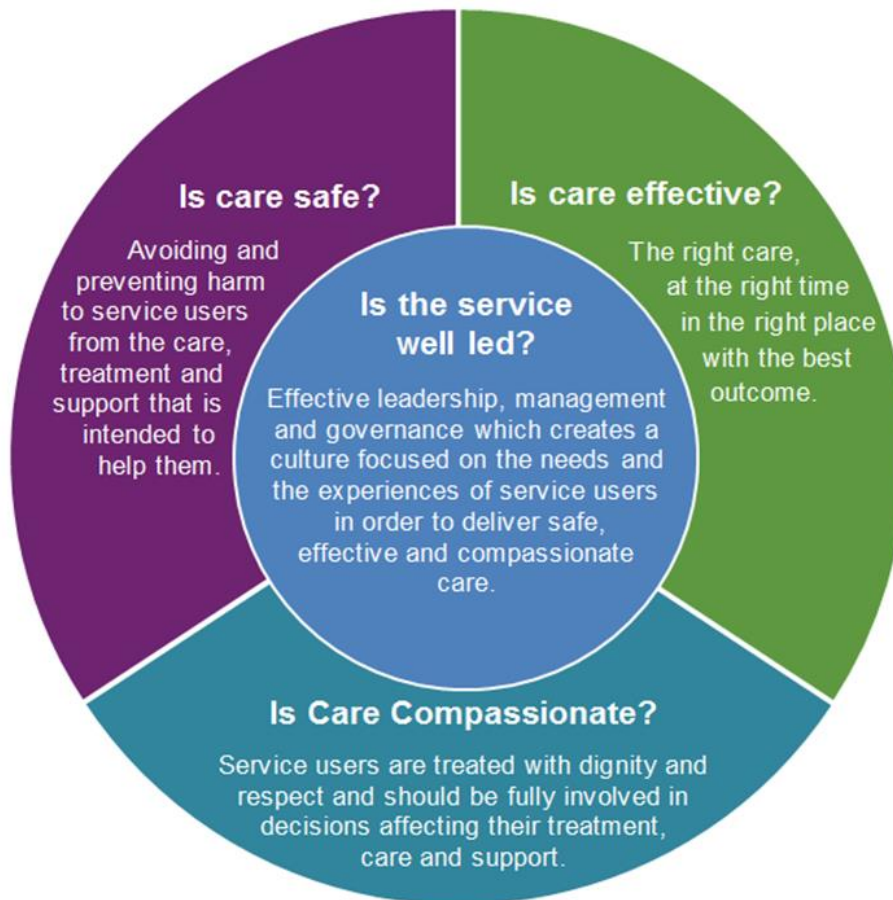 Is care safe?
Avoiding and
preventing harm
to service users
from the care,
treatment and
support that is
intended to
help them.
Is care effective?
The right care,
at the right time
in the right place
with the best
outcome.
Is the service
well led?
Effective leadership, management
and governance which creates a
culture focused on the needs and
the experiences of service users
in order to deliver safe,
effective and compassionate
care.
Is Care Compassionate?
Service users are treated with dignity and
respect and should be fully involved in
decisions affecting their treatment,
care and support.